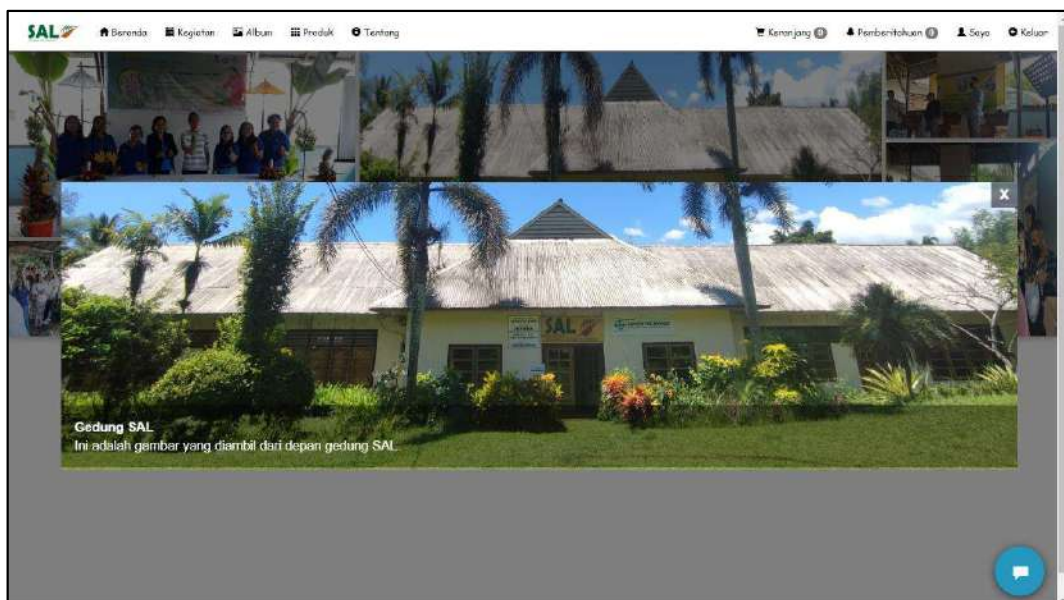 SAL
Beranda Kegiatan Album Produk Tentang
Keranjang 0 Pemberitahuan 0 Saya Keluar
x
SAL
Gedung SAL
Ini adalah gambar yang diambil dari depan gedung SAL